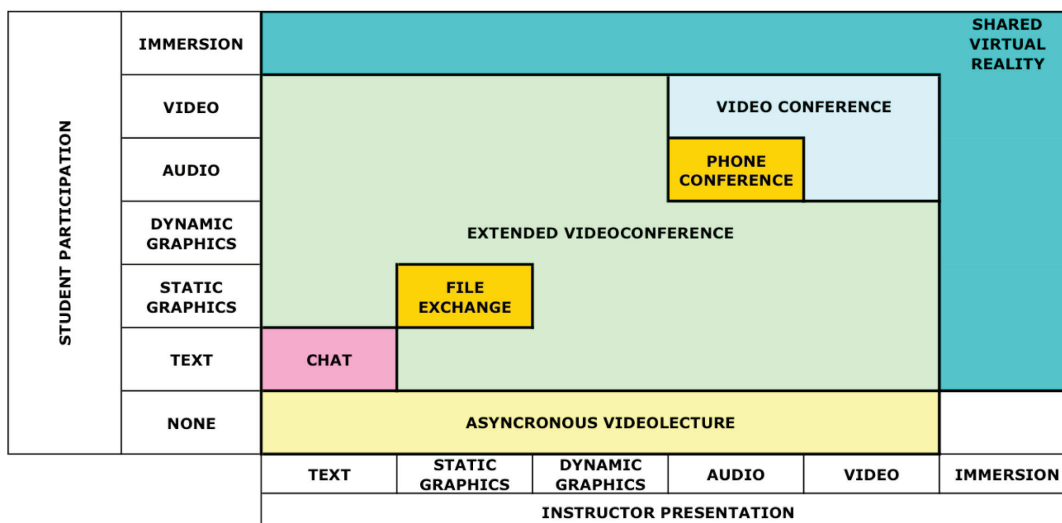 STUDENT PARTICIPATION
IMMERSION
SHARED
VIRTUAL
REALITY
VIDEO
VIDEO CONFERENCE
AUDIO
PHONE
CONFERENCE
DYNAMIC
GRAPHICS
EXTENDED VIDEOCONFERENCE
STATIC
GRAPHICS
FILE
EXCHANGE
TEXT
CHAT
NONE
ASYNCRONOUS VIDEOLECTURE
TEXT
STATIC
GRAPHICS
DYNAMIC
GRAPHICS
AUDIO
VIDEO
IMMERSION
INSTRUCTOR PRESENTATION